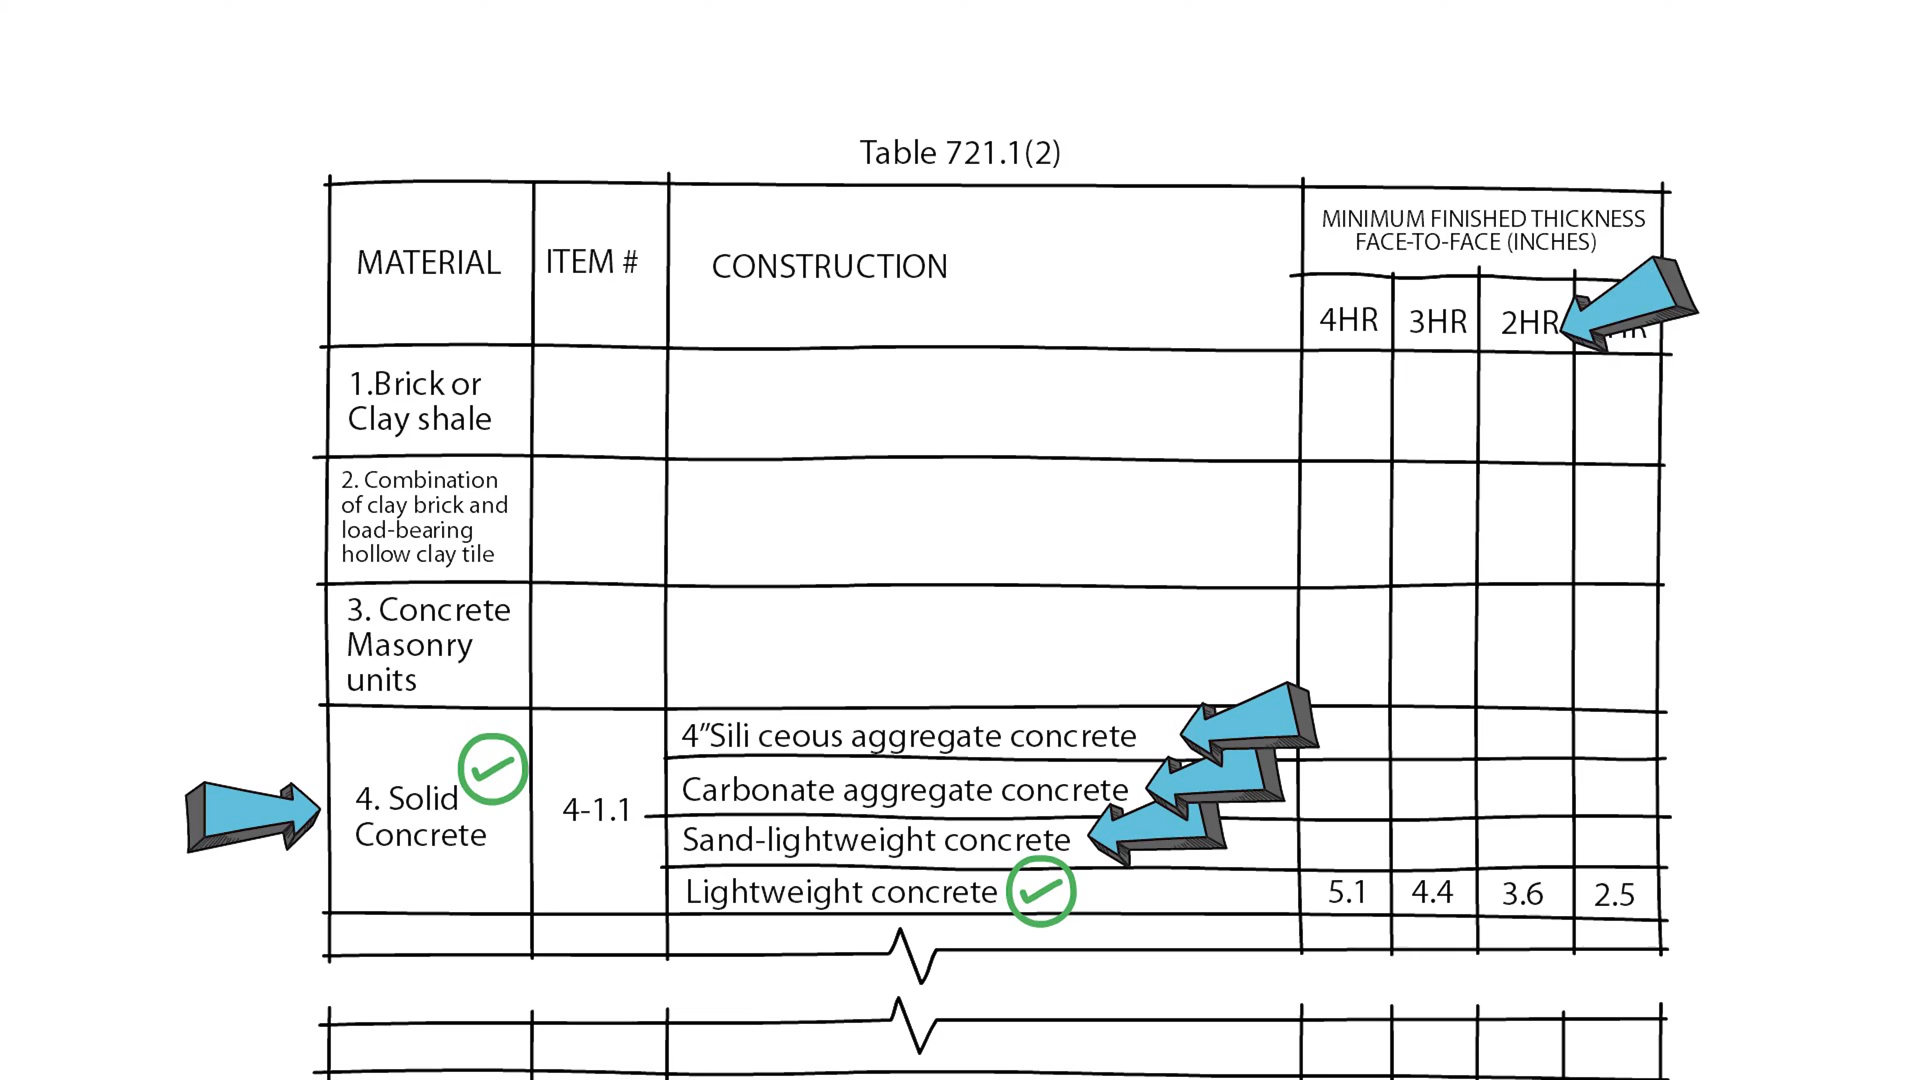 Table 721.1(2)
MATERIAL
ITEM #
CONSTRUCTION
MINIMUM FINISHED THICKNESS
FACE-TO-FACE (INCHES)
4HR
3HR
2HR
1.Brick or
Clay shale
2. Combination
of clay brick and
load-bearing
hollow clay tile
3. Concrete
Masonry
units
4. Solid
Concrete
4-1.1
4”Sili ceous aggregate concrete
Carbonate aggregate concrete
Sand-lightweight concrete
Lightweight concrete
5.1
4.4
3.6
2.5